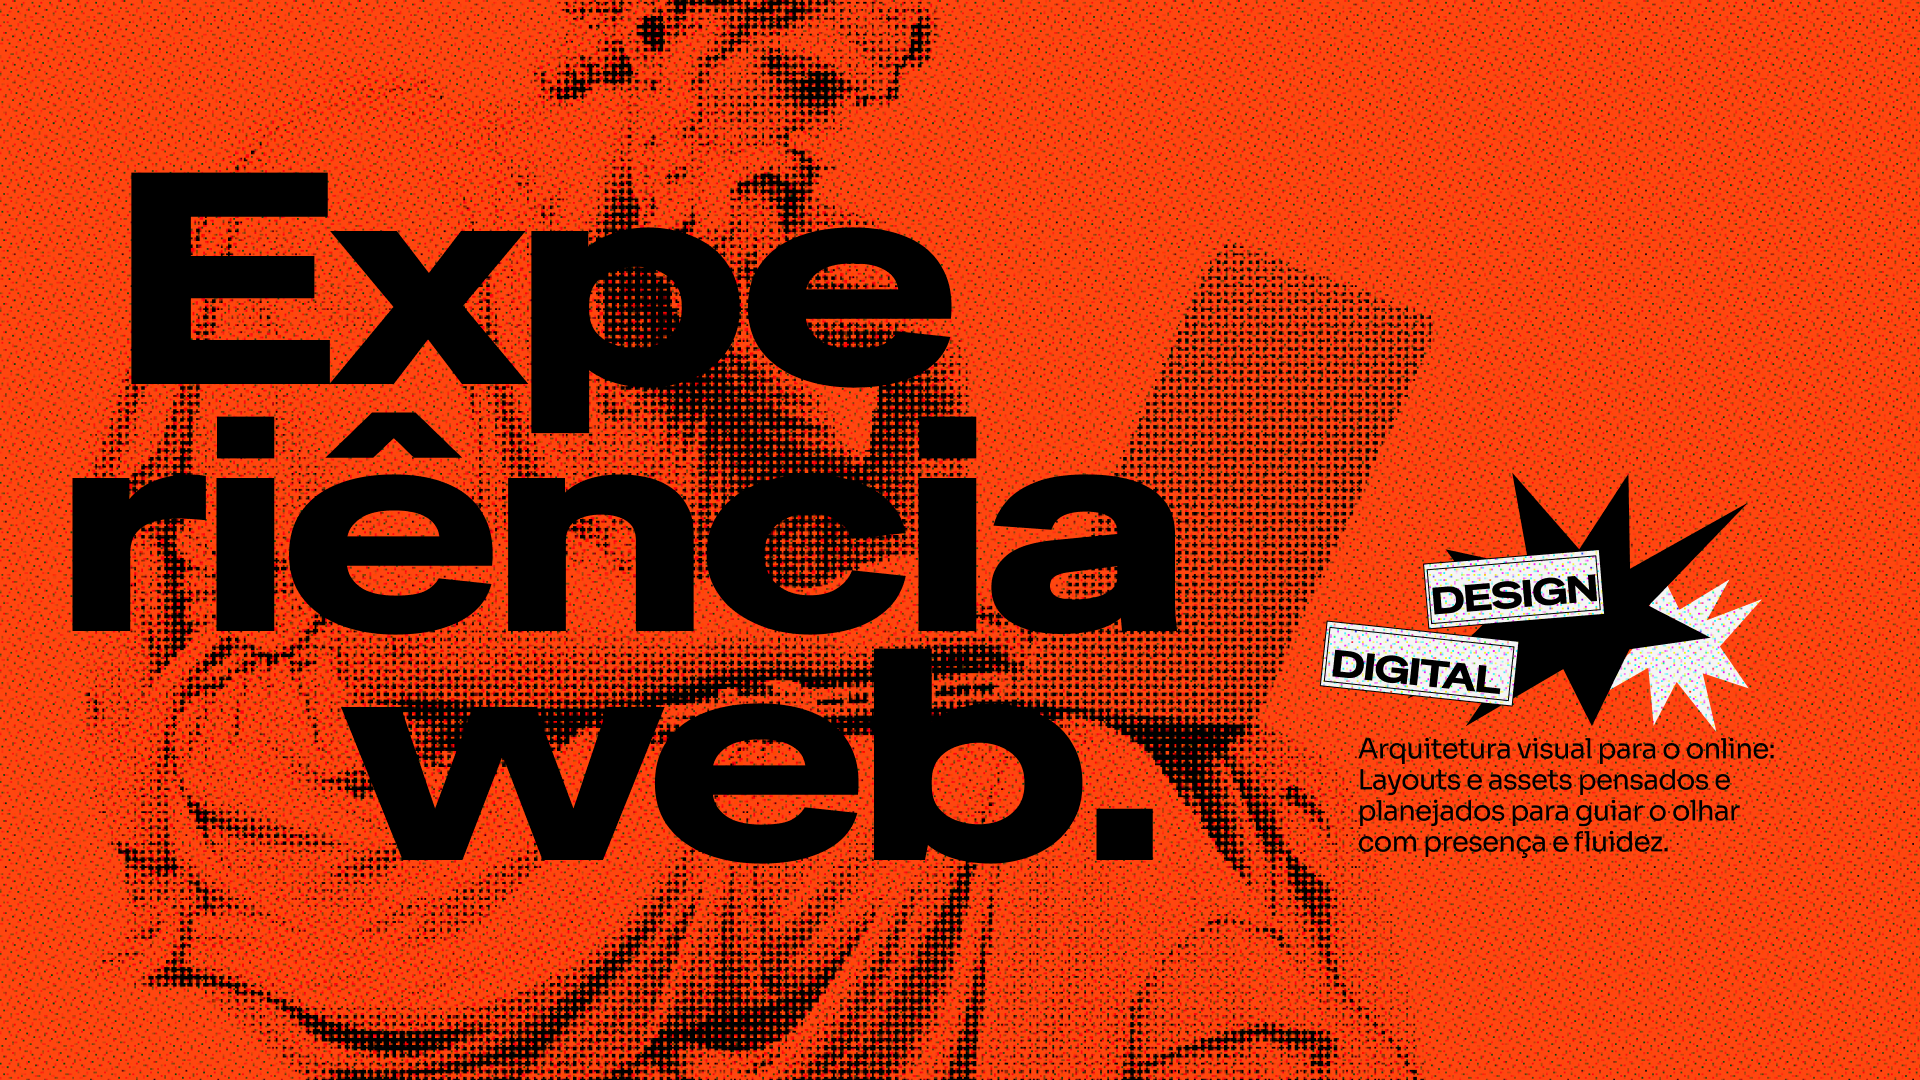 Expe
riência
web.
DESIGN
DIGITAL
Arquitetura visual para o online:
Layouts e assets pensados e
planejados para guiar o olhar
com presença e fluidez.